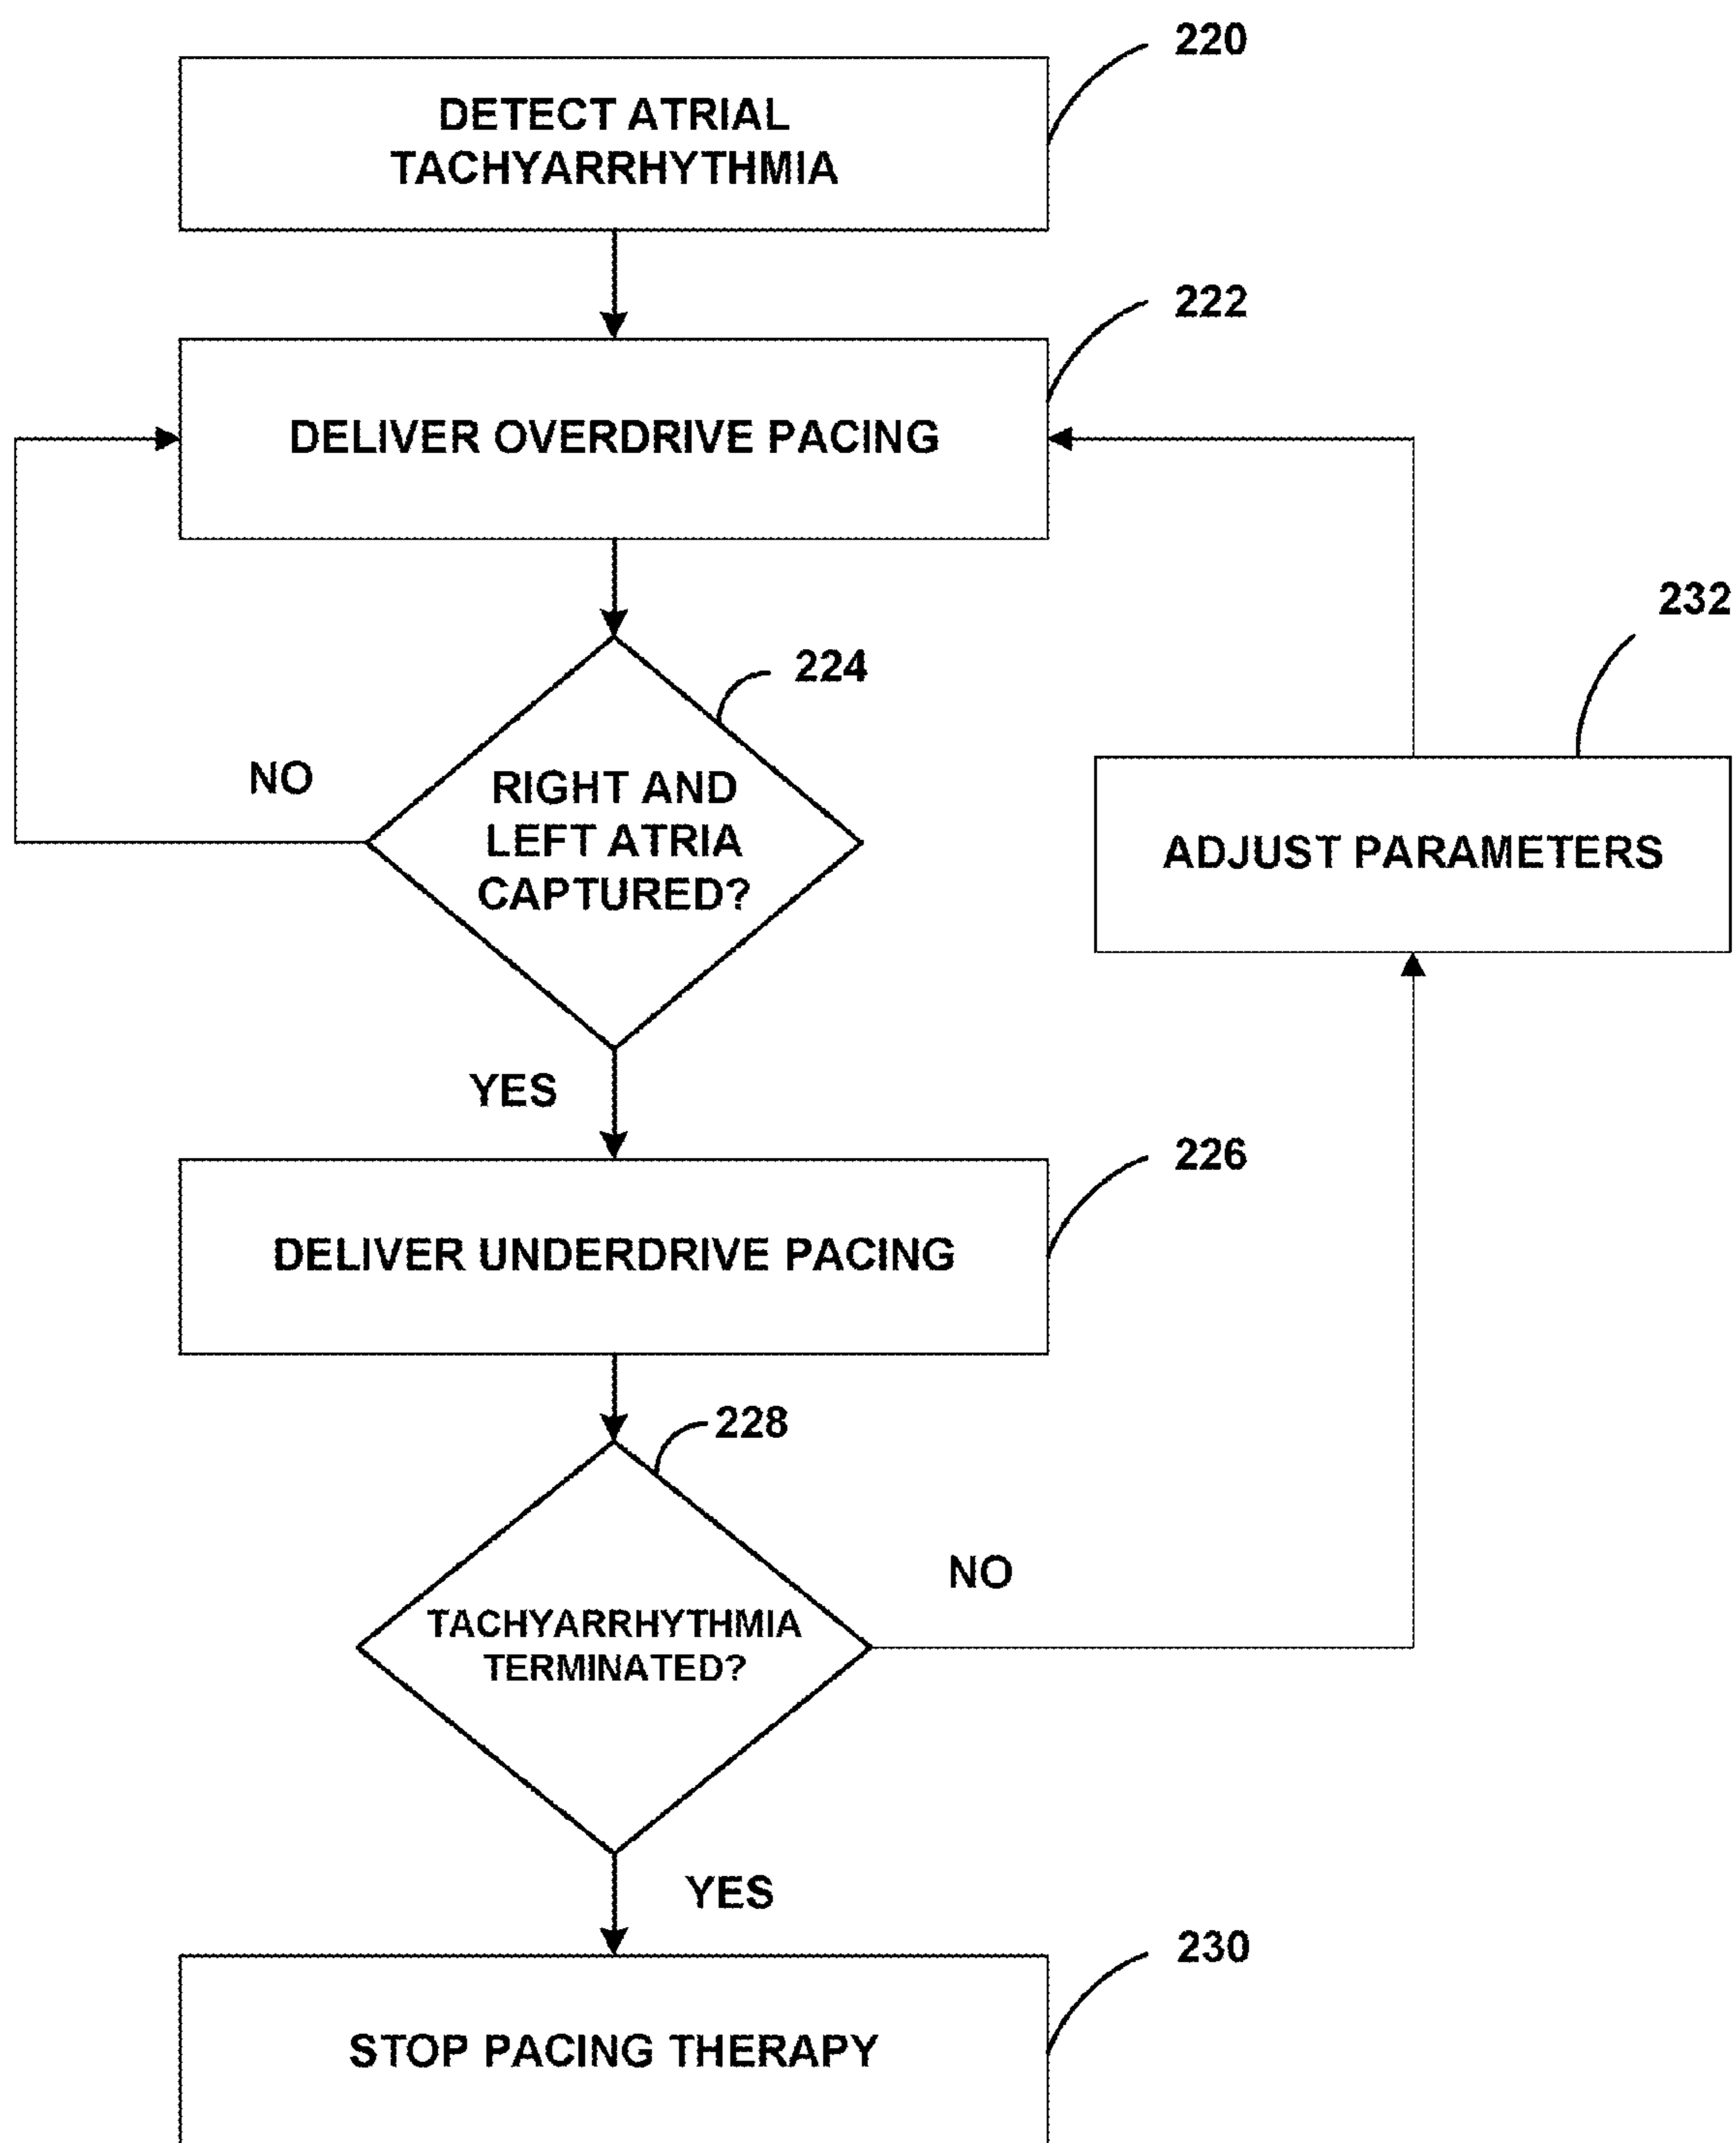 220
DETECT ATRIAL
TACHYARRHYTHMIA
222
DELIVER OVERDRIVE PACING
232
224
NO
RIGHT AND
LEFT ATRIA
CAPTURED?
ADJUST PARAMETERS
YES
226
DELIVER UNDERDRIVE PACING
228
NO
TACHYARRHYTHMIA
TERMINATED?
YES
230
STOP PACING THERAPY